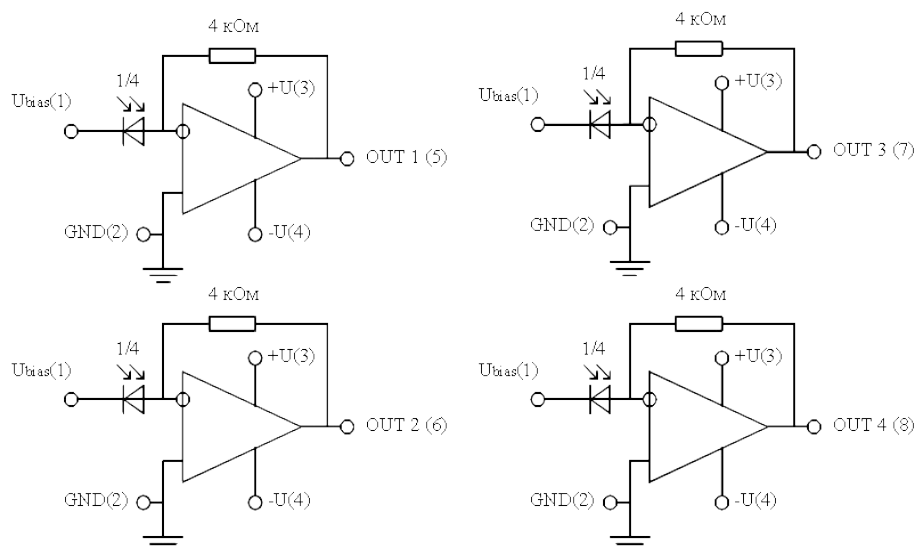 4 кОм
1/4
Ubias(1)
+U(3)
OUT 1 (5)
GND(2)
-U(4)
4 кОм
1/4
Ubias(1)
+U(3)
OUT 3 (7)
GND(2)
-U(4)
4 кОм
1/4
Ubias(1)
+U(3)
OUT 2 (6)
GND(2)
-U(4)
4 кОм
1/4
Ubias(1)
+U(3)
OUT 4 (8)
GND(2)
-U(4)